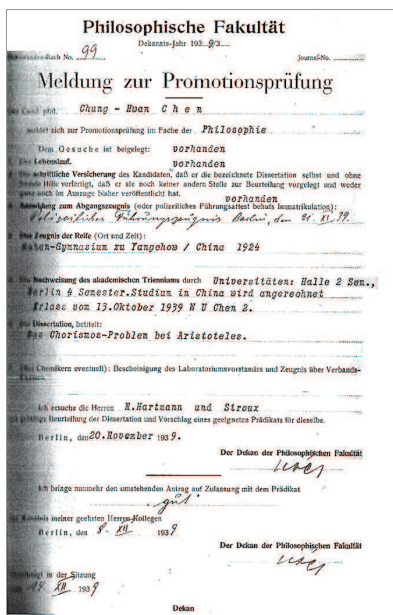 Philosophische Fakultät
Dekanats-Jahr 1939/3
Buch No. 99 Journal-No.
Meldung zur Promotionsprüfung
Cand. phil. Chung - Hwan Chen
meldet sich zur Promotionsprüfung im Fache der Philosophie
Dem Gesuche ist beigelegt: vorhanden
Der Lebenslauf. vorhanden
schriftliche Versicherung des Kandidaten, daß er die bezeichnete Dissertation selbst und ohne
Hilfe verfertigt, daß er sie noch keiner andern Stelle zur Beurteilung vorgelegt und weder
ganz noch im Auszuge bisher veröffentlicht hat.
vorhanden
zum Abgangszeugnis (oder polizeiliches Führungsattest behufs Immatrikulation):
Polizeiliches Führungszeugnis Berlin, den 21. XI. 39.
Das Zeugnis der Reife (Ort und Zeit):
Gymnasium zu Yangchow / China 1924
Nachweisung des akademischen Trienniums durch Universitäten: Halle 2 Sem.,
Berlin 4 Semester. Studium in China wird angerechnet
Erlass vom 13.Oktober 1939 W U Chen 2.
Dissertation, betitelt:
Das Chorismos-Problem bei Aristoteles.
Chemikern eventuell): Bescheinigung des Laboratoriumsvorstandes und Zeugnis über Verbands-
Ich ersuche die Herren N.Hartmann und Stroux
Beurteilung der Dissertation und Vorschlag eines geeigneten Prädikats für dieselbe.
Berlin, den 20.November 1939.
Der Dekan der Philosophischen Fakultät
Ich bringe nunmehr den umstehenden Antrag auf Zulassung mit dem Prädikat
„gut"
meiner geehrten Herren Kollegen
Berlin, den 8. XII 1939
Der Dekan der Philosophischen Fakultät
in der Sitzung
14 XII 1939
Dekan